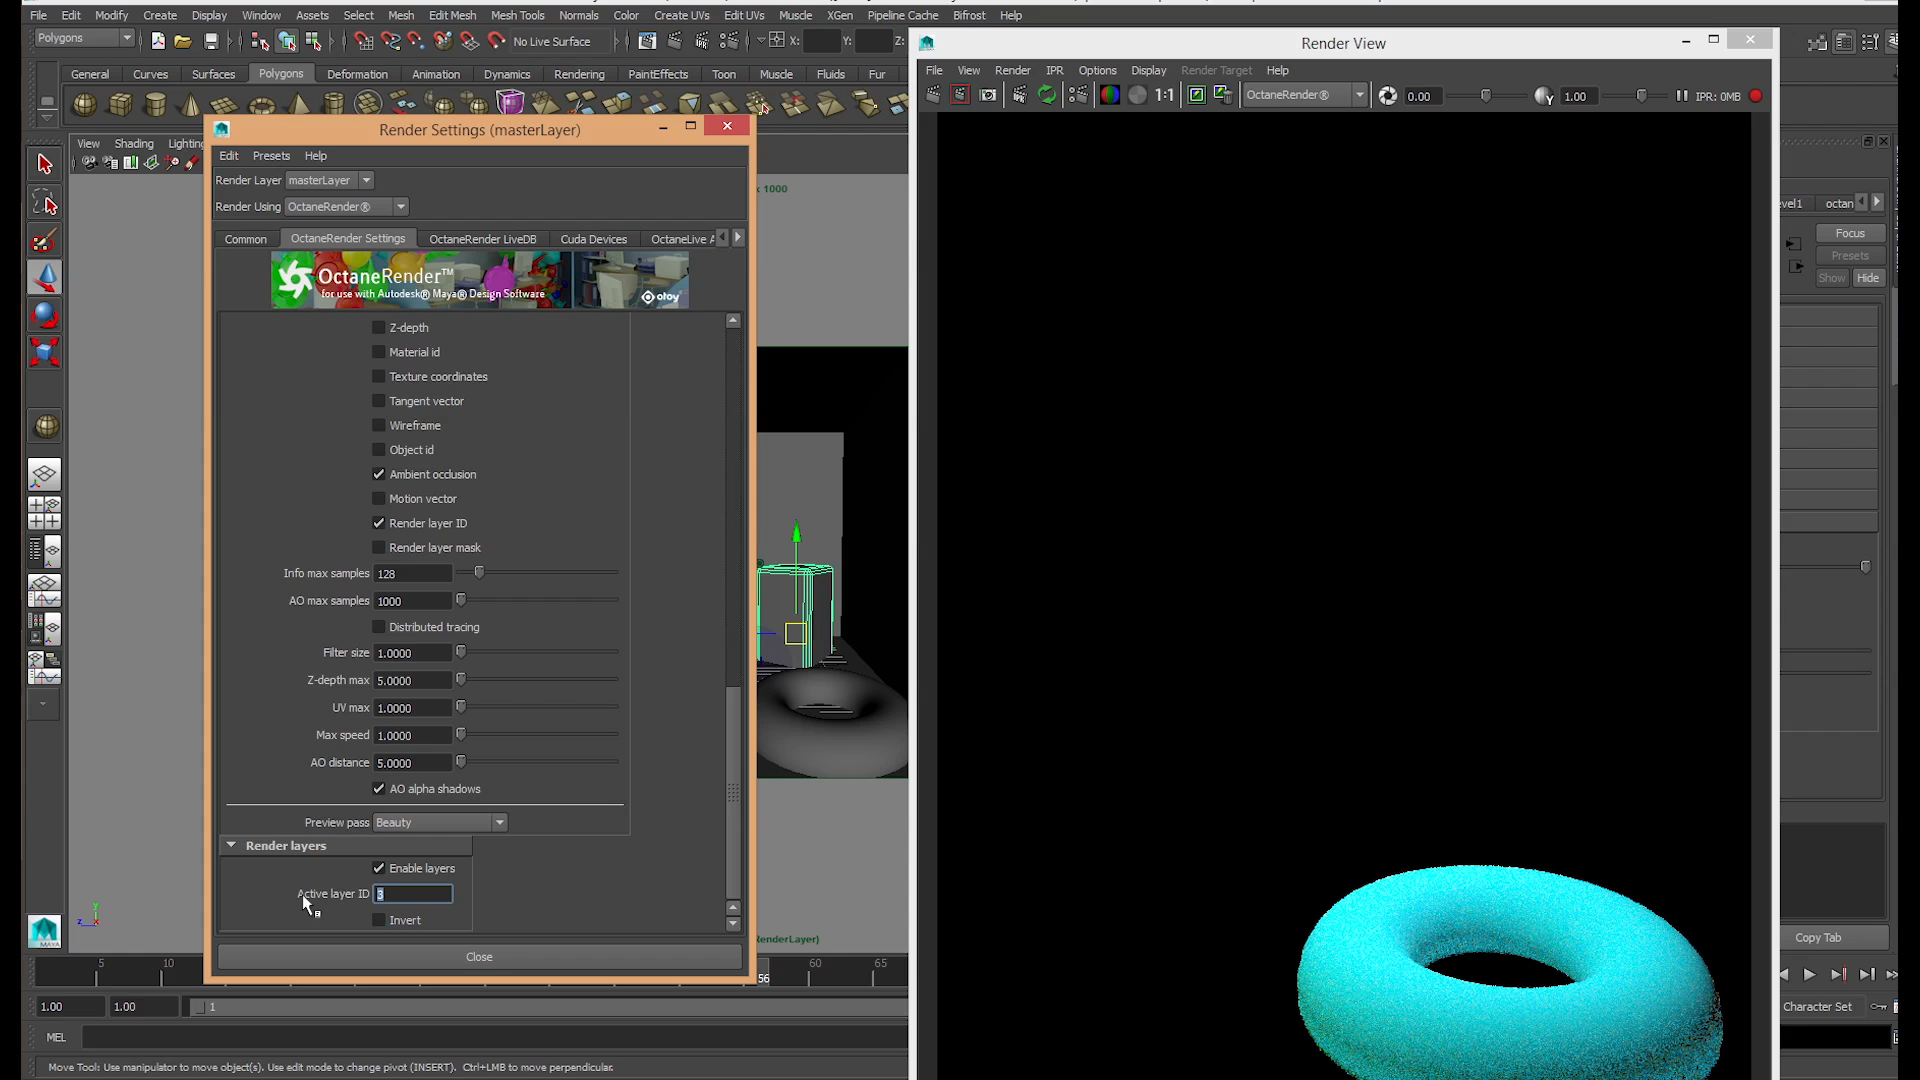 File Edit Modify Create Display Window Assets Select Mesh Edit Mesh Mesh Tools Normals Color Create UVs Edit UVs Muscle XGen Pipeline Cache Bifrost Help
Polygons
No Live Surface
X: Y: Z:
General Curves Surfaces Polygons Deformation Animation Dynamics Rendering PaintEffects Toon Muscle Fluids Fur
View Shading Lighting
x 1000
Render Settings (masterLayer)
Edit Presets Help
Render Layer masterLayer
Render Using OctaneRender®
Common OctaneRender Settings OctaneRender LiveDB Cuda Devices OctaneLive A
OctaneRender™
for use with Autodesk® Maya® Design Software
otoy
Z-depth
Material id
Texture coordinates
Tangent vector
Wireframe
Object id
Ambient occlusion
Motion vector
Render layer ID
Render layer mask
Info max samples 128
AO max samples 1000
Distributed tracing
Filter size 1.0000
Z-depth max 5.0000
UV max 1.0000
Max speed 1.0000
AO distance 5.0000
AO alpha shadows
Preview pass Beauty
Render layers
Enable layers
Active layer ID 3
Invert
Close
RenderLayer)
y
z x
MAYA
5 10 56 60 65
1.00 1.00 1
MEL
Move Tool: Use manipulator to move object(s). Use edit mode to change pivot (INSERT). Ctrl+LMB to move perpendicular.
Render View
File View Render IPR Options Display Render Target Help
1:1 OctaneRender® 0.00 1.00 IPR: 0MB
evel1 octan
Focus
Presets
Show Hide
Copy Tab
Character Set